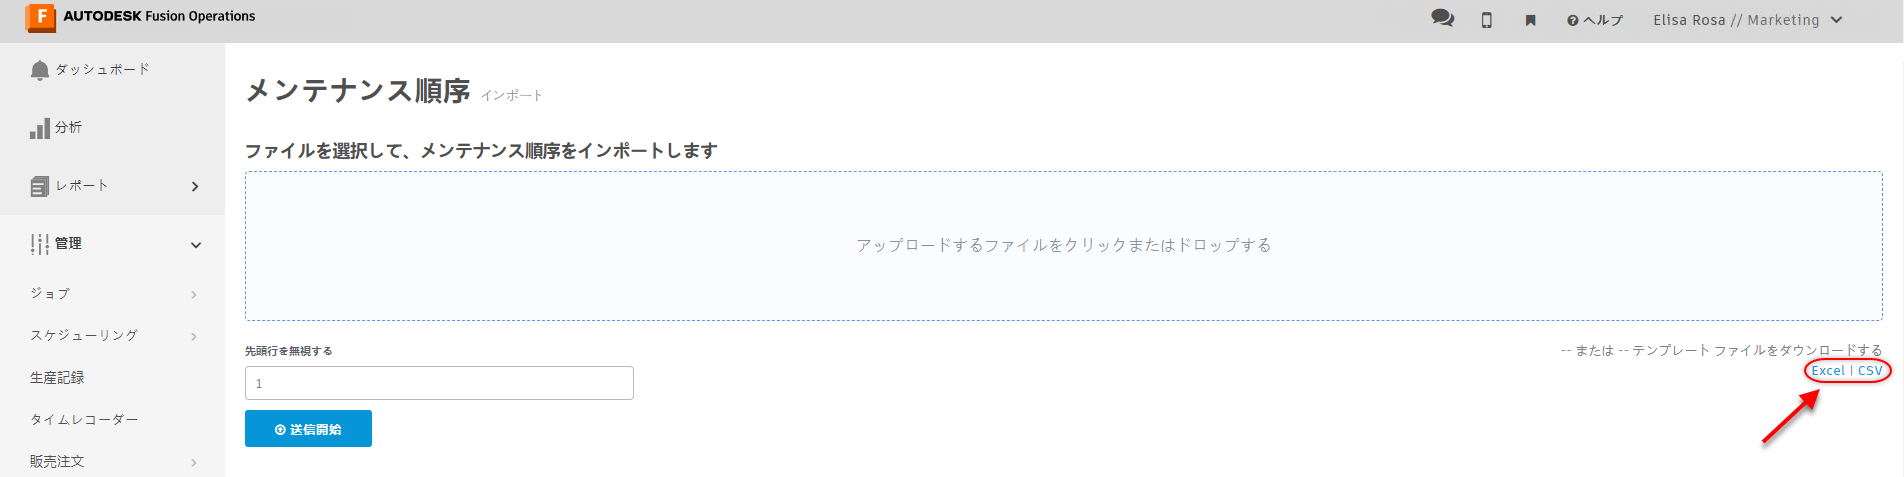 AUTODESK Fusion Operations
ヘルプ
Elisa Rosa // Marketing
ダッシュボード
分析
レポート
管理
ジョブ
スケジューリング
生産記録
タイムレコーダー
販売注文
メンテナンス順序 インポート
ファイルを選択して、メンテナンス順序をインポートします
アップロードするファイルをクリックまたはドロップする
先頭行を無視する
1
送信開始
-- または -- テンプレート ファイルをダウンロードする
Excel | CSV